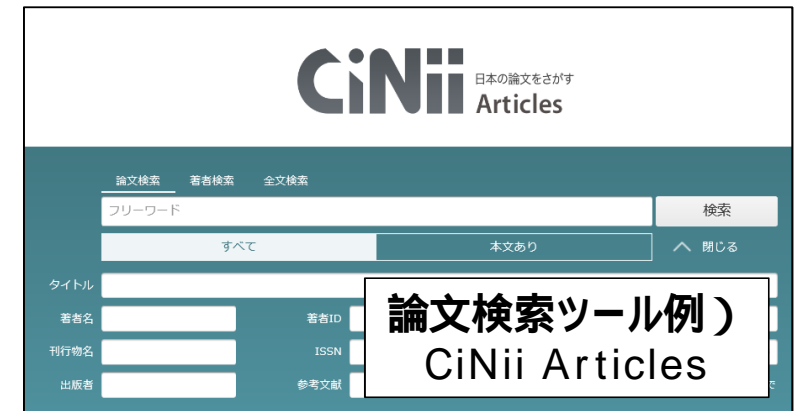 CiNii 日本の論文をさがす
Articles
論文検索 著者検索 全文検索
フリーワード 検索
すべて 本文あり 閉じる
タイトル
著者名 著者ID
刊行物名 ISSN
出版者 参考文献 で
論文検索ツール例）
CiNii Articles